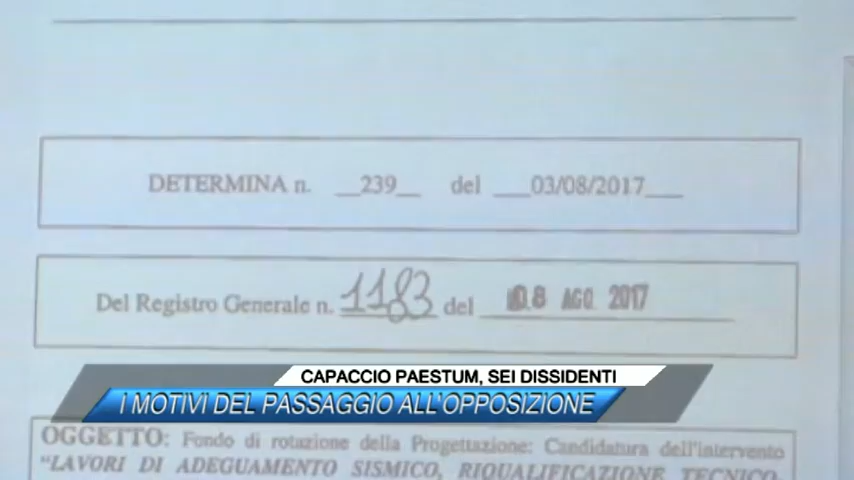 DETERMINA n. __239__ del ___03/08/2017___
Del Registro Generale n. 1183 del 08 AGO 2017
CAPACCIO PAESTUM, SEI DISSIDENTI
I MOTIVI DEL PASSAGGIO ALL'OPPOSIZIONE
OGGETTO: Fondo di rotazione della Progettazione: Candidatura dell'intervento
"LAVORI DI ADEGUAMENTO SISMICO, RIQUALIFICAZIONE TECNICO,